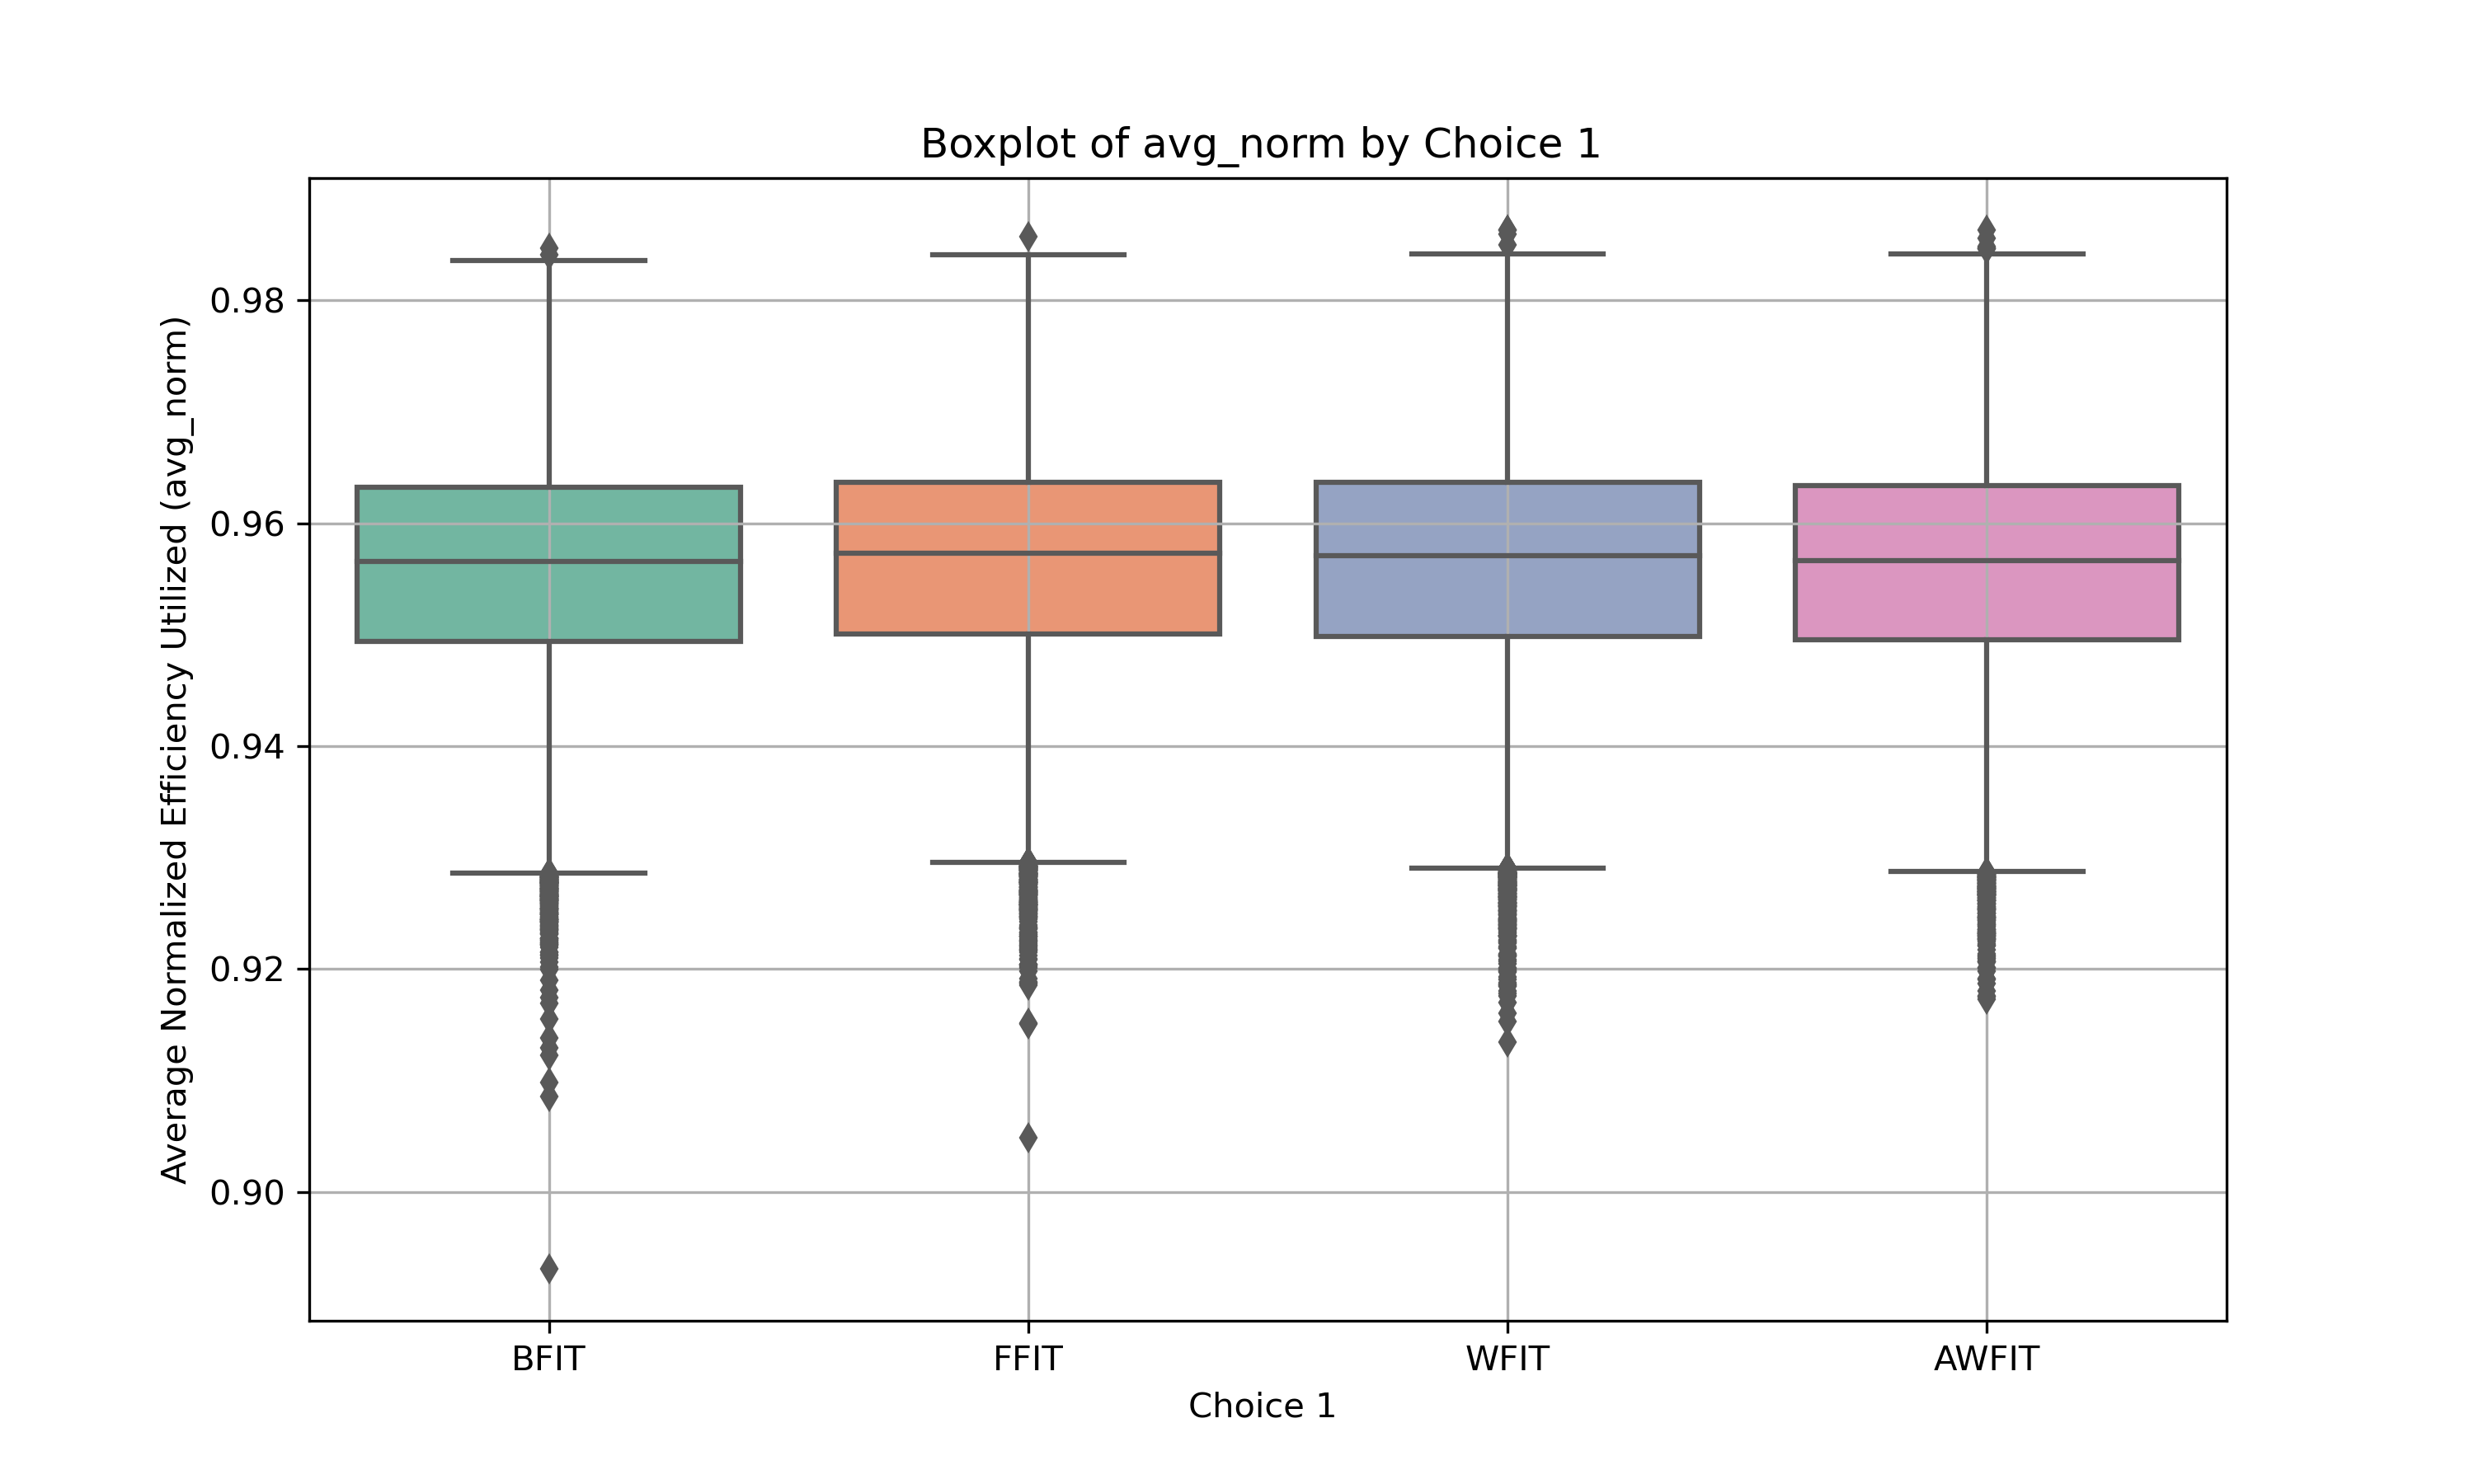 Boxplot of avg_norm by Choice 1
Average Normalized Efficiency Utilized (avg_norm)
0.98
0.96
0.94
0.92
0.90
BFIT FFIT WFIT AWFIT
Choice 1